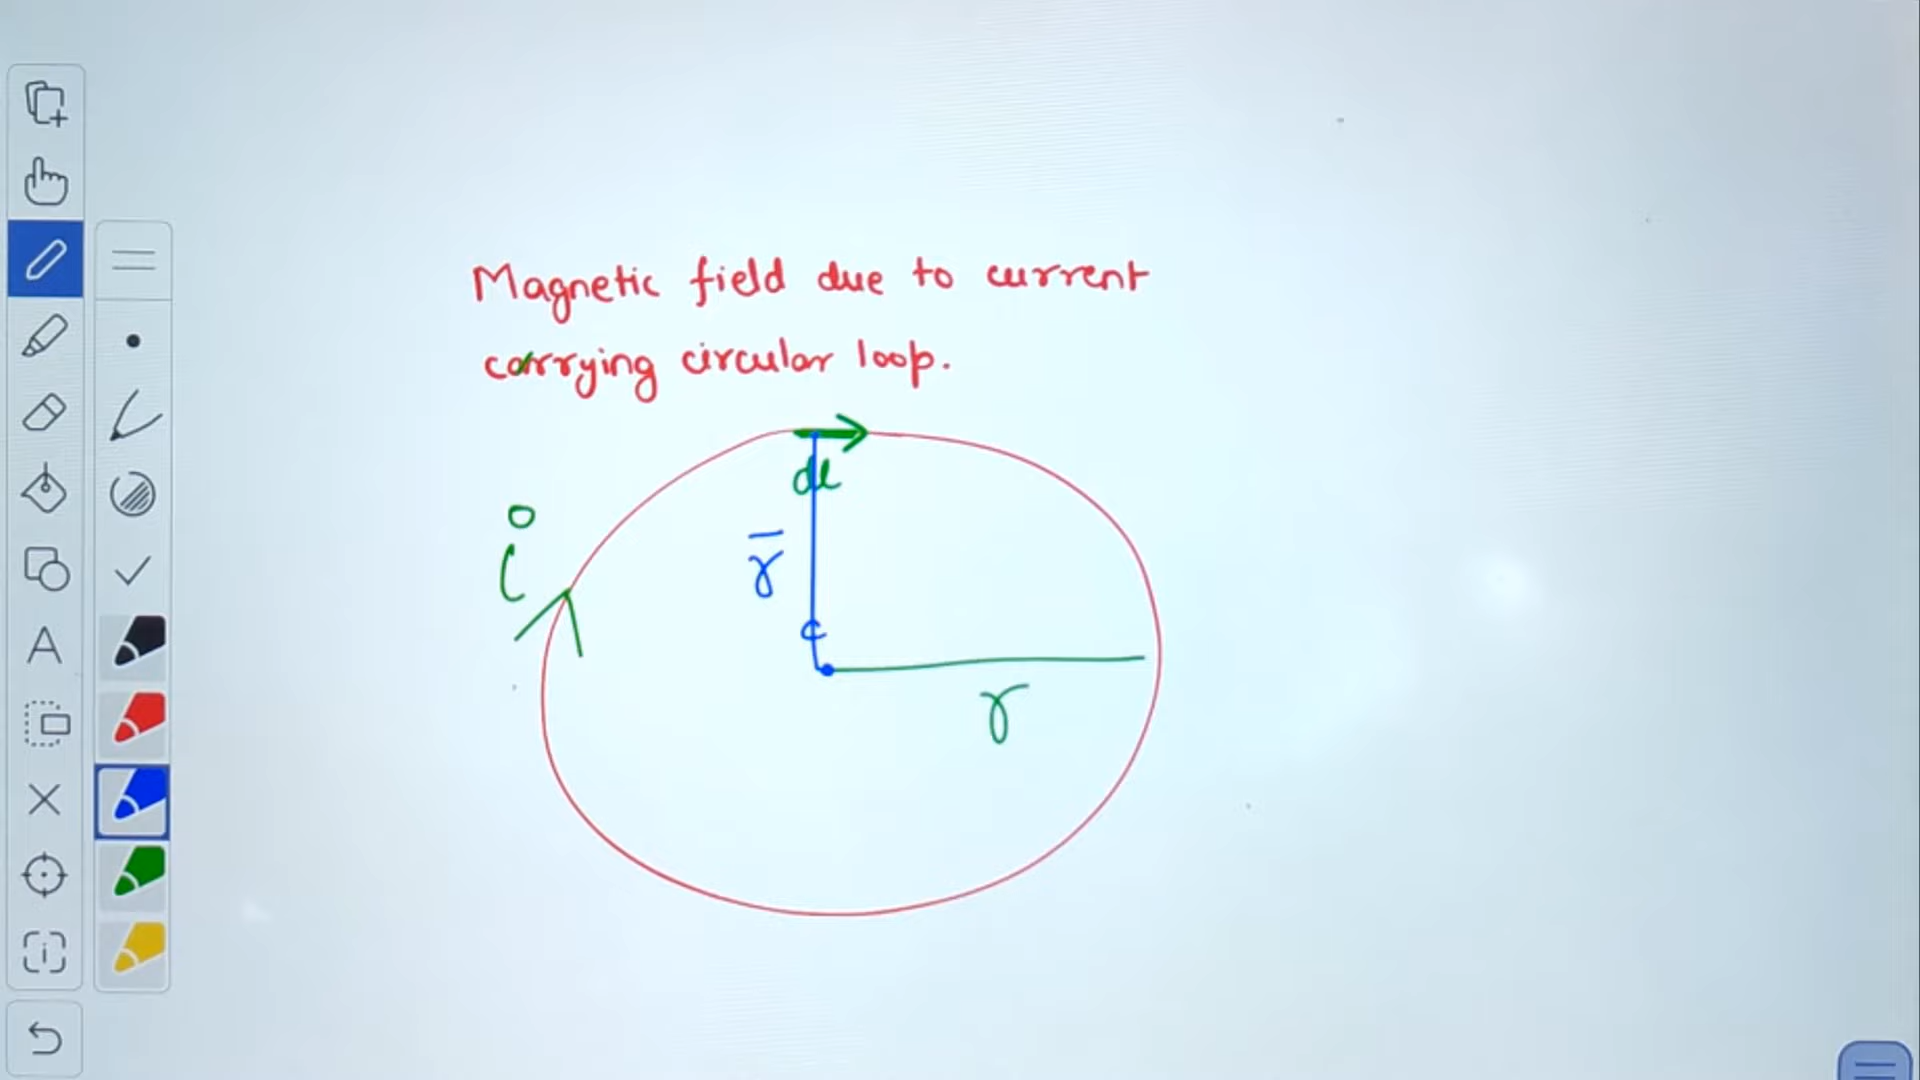 Magnetic field due to current
carrying circular loop.
dl
i
r̅
c
r
A